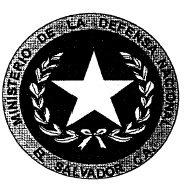 MINISTERIO DE LA DEFENSA NACIONAL
EL SALVADOR, C.A.